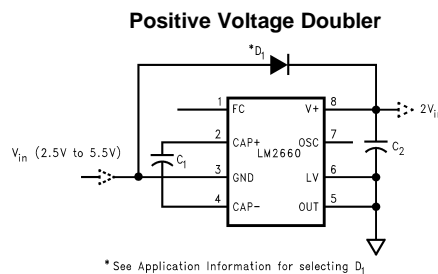 Positive Voltage Doubler
*D1
1 FC V+ 8
2Vi
2 CAP+ OSC 7
LM2660
C1
C2
Vin (2.5V to 5.5V)
3 GND LV 6
4 CAP- OUT 5
*See Application Information for selecting D1